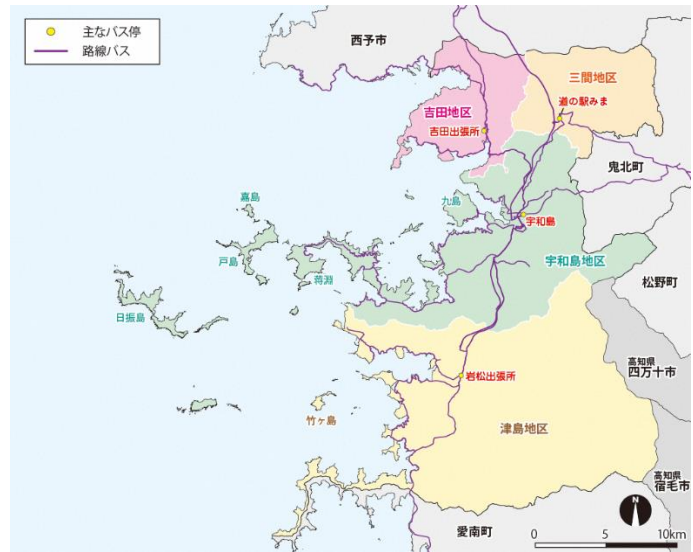 主なバス停
路線バス
西予市
三間地区
道の駅みま
吉田地区
吉田出張所
鬼北町
嘉島
九島
宇和島
戸島
蒋淵
宇和島地区
松野町
日振島
高知県
四万十市
岩松出張所
竹ヶ島
津島地区
高知県
宿毛市
N
愛南町
0 5 10km